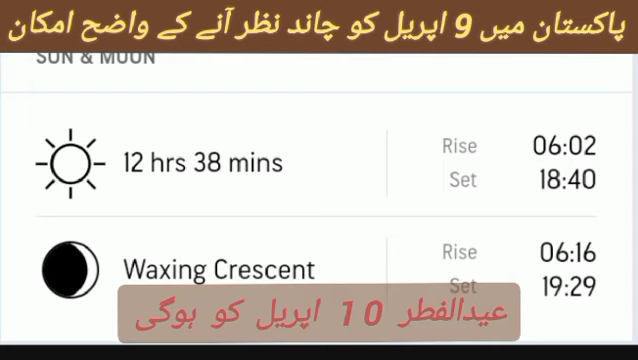 پاکستان میں 9 اپریل کو چاند نظر آنے کے واضح امکان
SUN & MOON
12 hrs 38 mins
Rise 06:02
Set 18:40
Waxing Crescent
Rise 06:16
Set 19:29
عیدالفطر 10 اپریل کو ہوگی